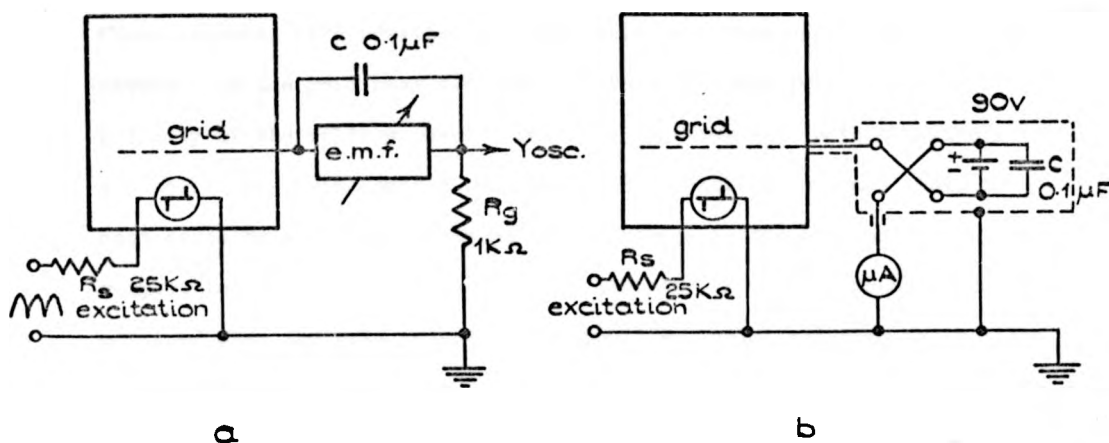 C 0.1µF
grid
e.m.f.
Yosc.
Rg
1KΩ
Rs 25KΩ
excitation
a
90v
grid
+
-
C
0.1µF
µA
Rs
25KΩ
excitation
b